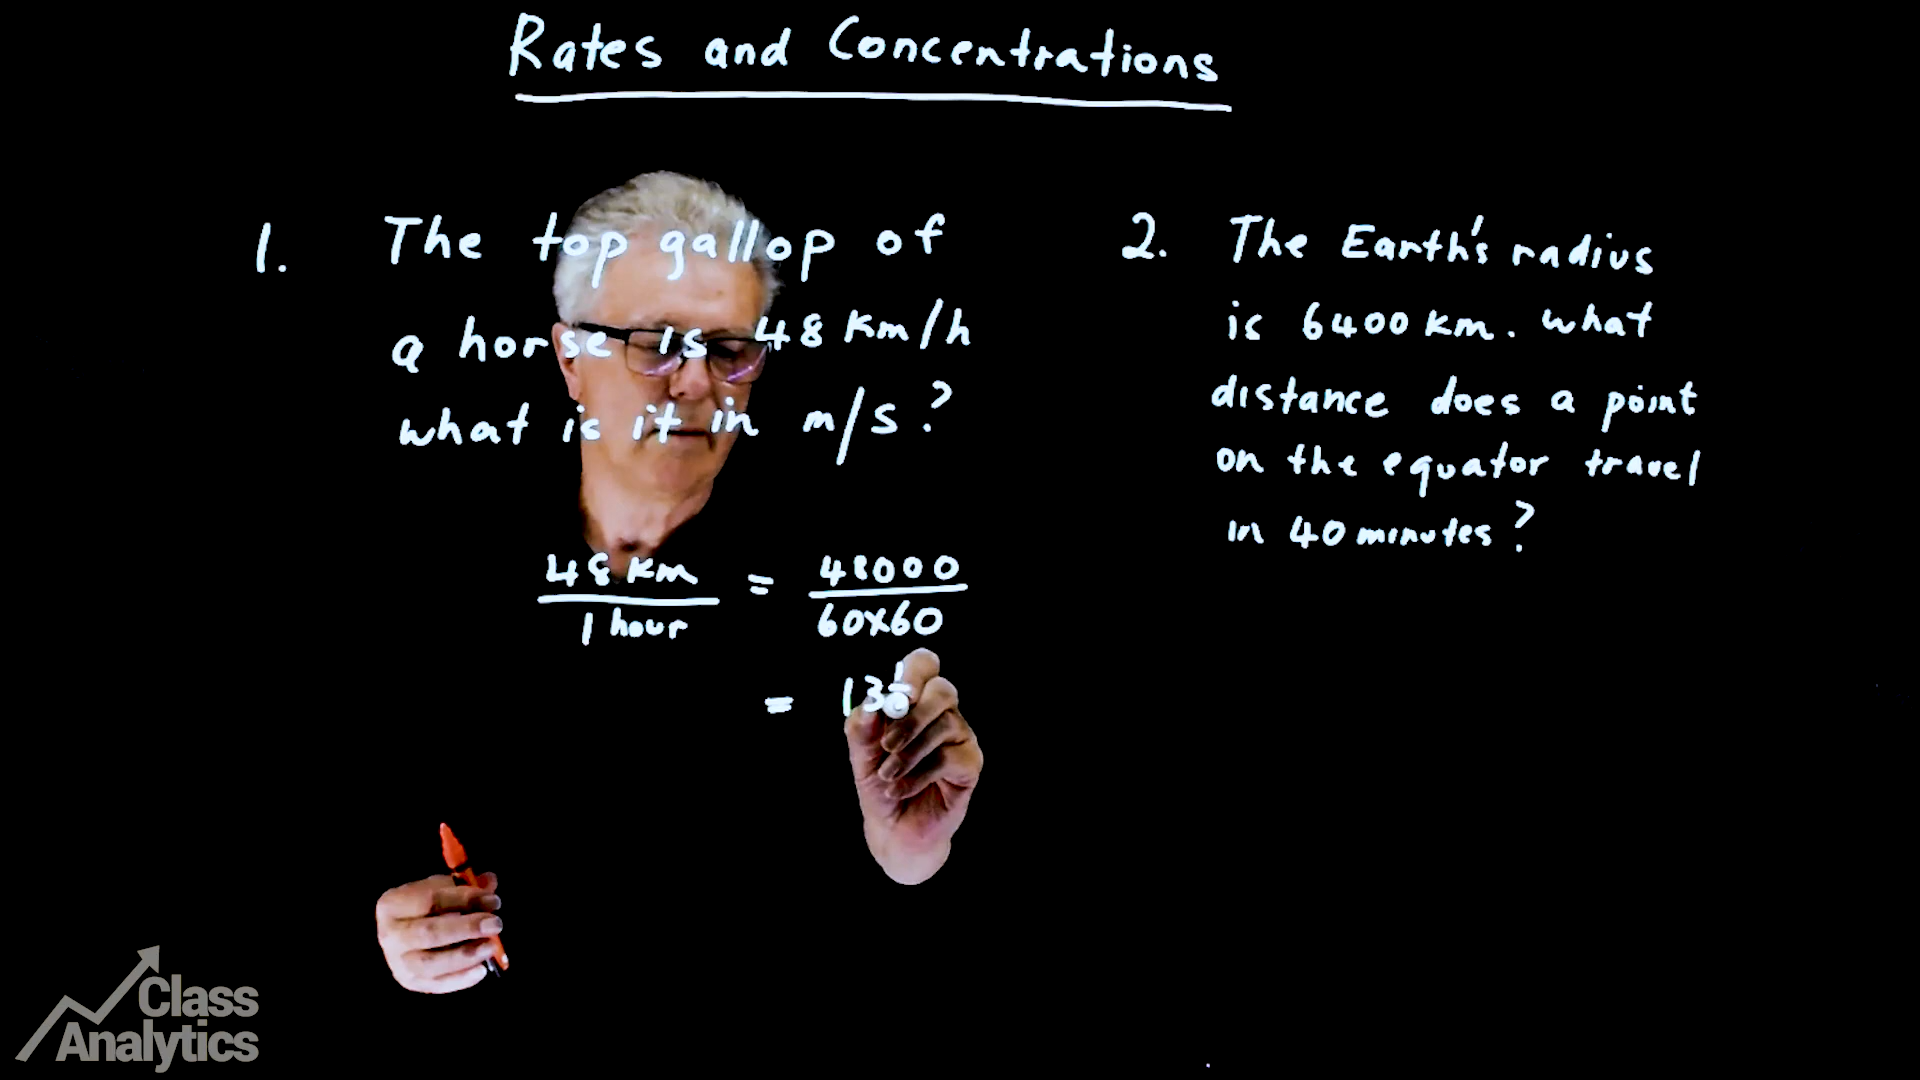 Rates and Concentrations
1. The top gallop of
a horse is 48 km/h
what is it in m/s?
48 km = 48000
1 hour 60x60
= 13
2. The Earth's radius
is 6400 km. what
distance does a point
on the equator travel
in 40 minutes?
Class
Analytics